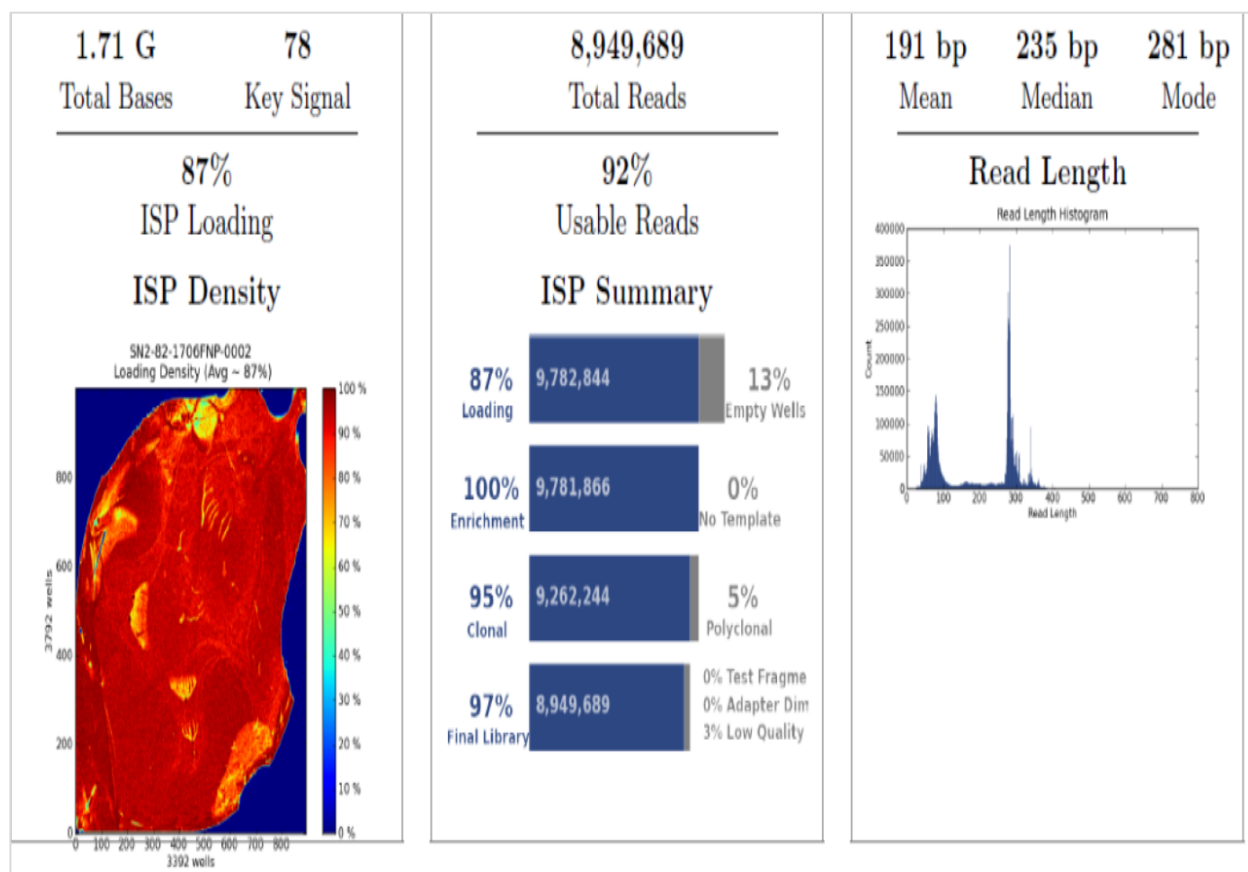 1.71 G 78
Total Bases Key Signal
87%
ISP Loading
ISP Density
SN2-82-1706FNP-0002
Loading Density (Avg ~ 87%)
100 %
90 %
80 %
70 %
60 %
50 %
40 %
30 %
20 %
10 %
0 %
800
600
400
200
0
3792 wells
0 100 200 300 400 500 600 700 800
3392 wells
8,949,689
Total Reads
92%
Usable Reads
ISP Summary
87% 9,782,844 13%
Loading Empty Wells
100% 9,781,866 0%
Enrichment No Template
95% 9,262,244 5%
Clonal Polyclonal
0% Test Fragme
97% 8,949,689 0% Adapter Dim
Final Library 3% Low Quality
191 bp 235 bp 281 bp
Mean Median Mode
Read Length
Read Length Histogram
400000
350000
300000
250000
200000
150000
100000
50000
0
Count
0 100 200 300 400 500 600 700 800
Read Length